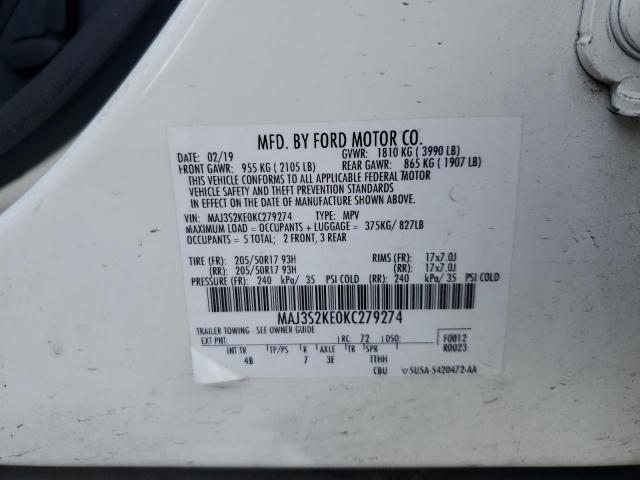 MFD. BY FORD MOTOR CO.
DATE: 02/19 GVWR: 1810 KG ( 3990 LB)
FRONT GAWR: 955 KG ( 2105 LB) REAR GAWR: 865 KG ( 1907 LB)
THIS VEHICLE CONFORMS TO ALL APPLICABLE FEDERAL MOTOR
VEHICLE SAFETY AND THEFT PREVENTION STANDARDS
IN EFFECT ON THE DATE OF MANUFACTURE SHOWN ABOVE.
VIN: MAJ3S2KE0KC279274 TYPE: MPV
MAXIMUM LOAD = OCCUPANTS + LUGGAGE = 375KG/ 827LB
OCCUPANTS = 5 TOTAL; 2 FRONT, 3 REAR
TIRE (FR): 205/50R17 93H RIMS (FR): 17x7.0J
(RR): 205/50R17 93H (RR): 17x7.0J
PRESSURE (FR): 240 kPa/ 35 PSI COLD (RR): 240 kPa/ 35 PSI COLD
MAJ3S2KE0KC279274
TRAILER TOWING - SEE OWNER GUIDE
EXT PNT: RC: 72 DSO: F0012
R0023
INT TR TP/PS R AXLE TR SPR
4B 7 3E TTHH
CBU 5U5A-5420472-AA